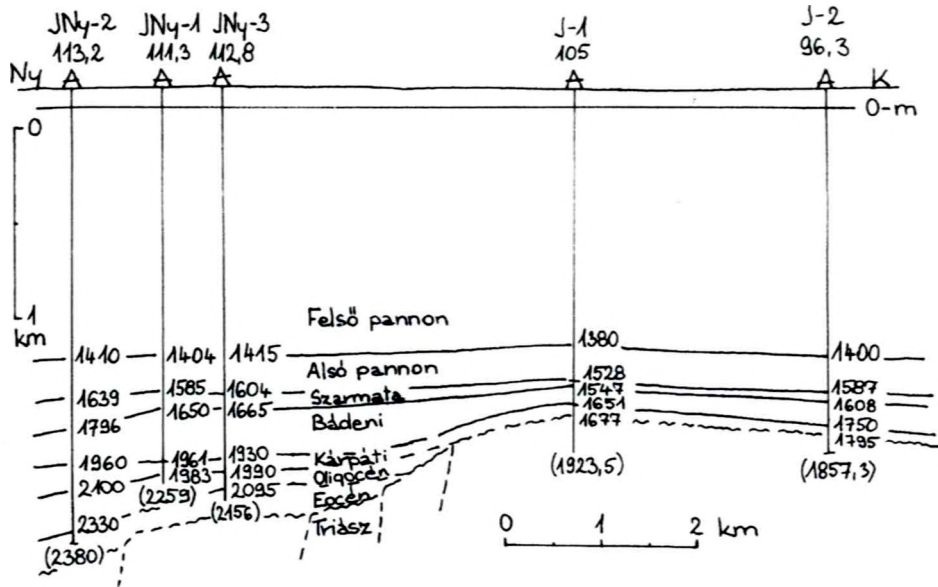 JNy-2 JNy-1 JNy-3 J-1 J-2
113,2 111,3 112,8 105 96,3
Ny K
0-m
0
1
km
Felső pannon
1410 1404 1415 1380 1400
Alsó pannon
1639 1585 1604 1528 1587
Szarmata
1796 1650 1665 1547 1608
Bádeni
1960 1961 1930 1651 1750
Kárpáti
2100 1983 1990 1677 1795
Oligocén
(2259) 2095 (1923,5) (1857,3)
Eocén
2330 (2156)
Triász
(2380)
0 1 2 km